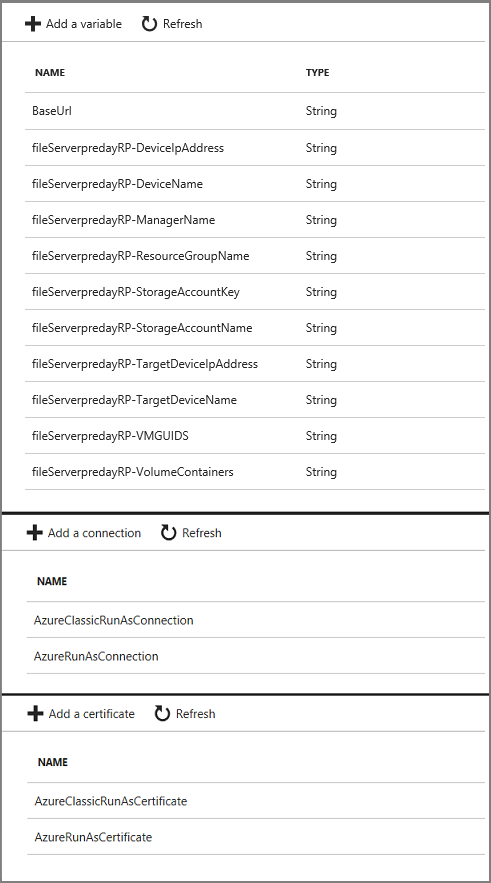 Add a variable Refresh
NAME TYPE
BaseUrl String
fileServerpredayRP-DeviceIpAddress String
fileServerpredayRP-DeviceName String
fileServerpredayRP-ManagerName String
fileServerpredayRP-ResourceGroupName String
fileServerpredayRP-StorageAccountKey String
fileServerpredayRP-StorageAccountName String
fileServerpredayRP-TargetDeviceIpAddress String
fileServerpredayRP-TargetDeviceName String
fileServerpredayRP-VMGUIDS String
fileServerpredayRP-VolumeContainers String
Add a connection Refresh
NAME
AzureClassicRunAsConnection
AzureRunAsConnection
Add a certificate Refresh
NAME
AzureClassicRunAsCertificate
AzureRunAsCertificate